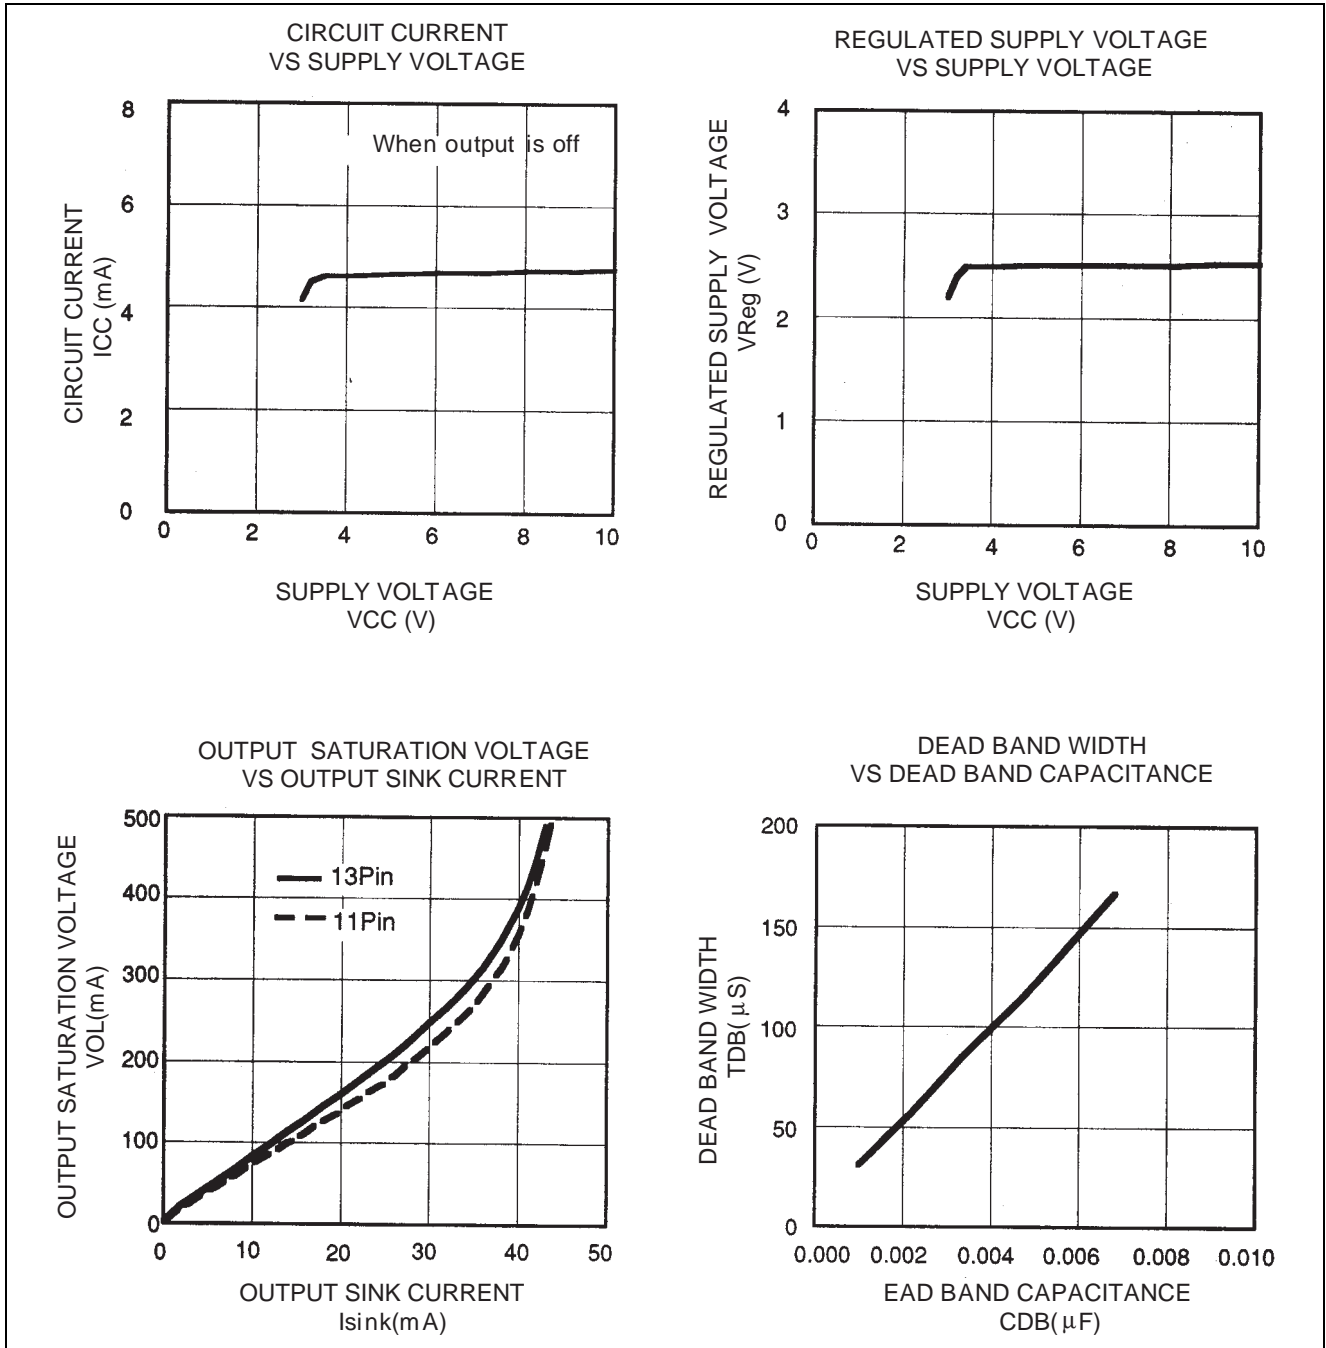 CIRCUIT CURRENT
VS SUPPLY VOLTAGE
8
6
4
2
0
When output is off
CIRCUIT CURRENT
ICC (mA)
0 2 4 6 8 10
SUPPLY VOLTAGE
VCC (V)
REGULATED SUPPLY VOLTAGE
VS SUPPLY VOLTAGE
4
3
2
1
0
REGULATED SUPPLY VOLTAGE
VReg (V)
0 2 4 6 8 10
SUPPLY VOLTAGE
VCC (V)
OUTPUT SATURATION VOLTAGE
VS OUTPUT SINK CURRENT
500
400
300
200
100
0
13Pin
11Pin
OUTPUT SATURATION VOLTAGE
VOL(mA)
0 10 20 30 40 50
OUTPUT SINK CURRENT
Isink(mA)
DEAD BAND WIDTH
VS DEAD BAND CAPACITANCE
200
150
100
50
0
DEAD BAND WIDTH
TDB(μS)
0.000 0.002 0.004 0.006 0.008 0.010
EAD BAND CAPACITANCE
CDB(μF)